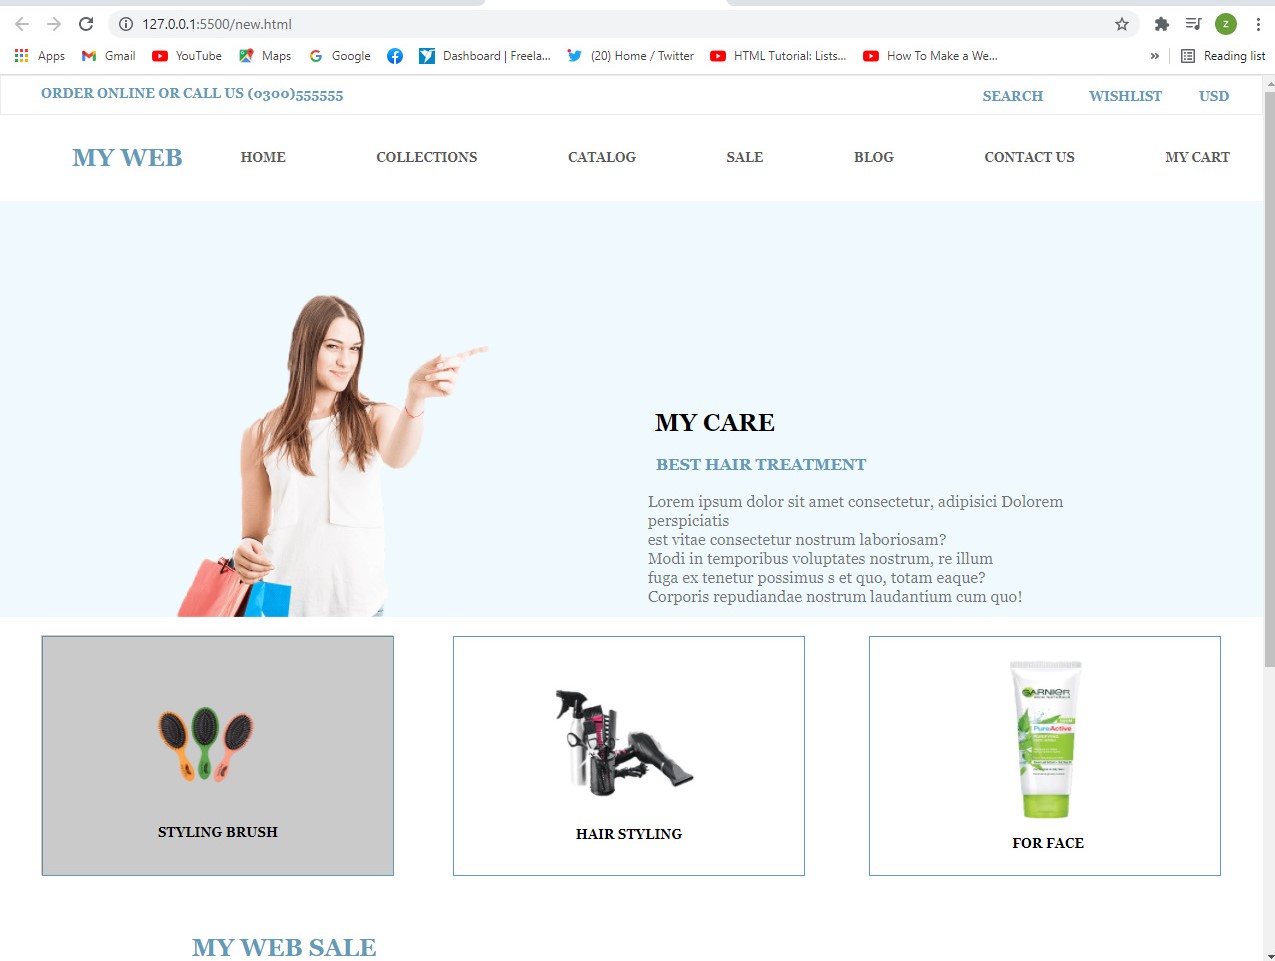 127.0.0.1:5500/new.html
Z
Apps Gmail YouTube Maps Google Dashboard | Freela... (20) Home / Twitter HTML Tutorial: Lists... How To Make a We... » Reading list
ORDER ONLINE OR CALL US (0300)555555 SEARCH WISHLIST USD
MY WEB HOME COLLECTIONS CATALOG SALE BLOG CONTACT US MY CART
MY CARE
BEST HAIR TREATMENT
Lorem ipsum dolor sit amet consectetur, adipisici Dolorem
perspiciatis
est vitae consectetur nostrum laboriosam?
Modi in temporibus voluptates nostrum, re illum
fuga ex tenetur possimus s et quo, totam eaque?
Corporis repudiandae nostrum laudantium cum quo!
GARNIER
SKIN NATURALS
PureActive
STYLING BRUSH
HAIR STYLING
FOR FACE
MY WEB SALE